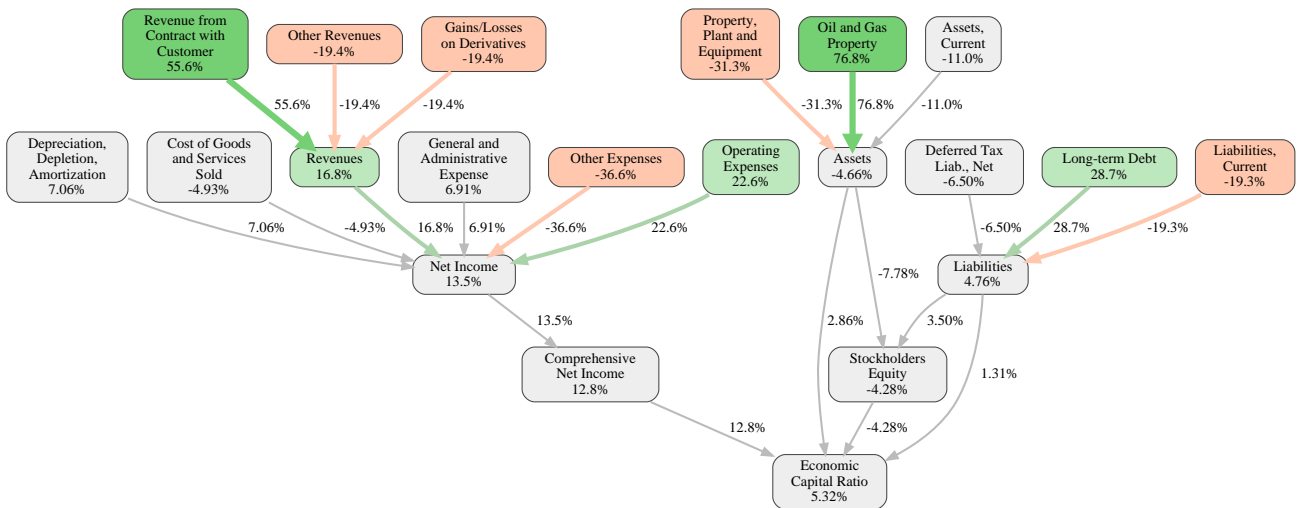 Revenue from
Contract with
Customer
55.6%
Other Revenues
-19.4%
Gains/Losses
on Derivatives
-19.4%
Property,
Plant and
Equipment
-31.3%
Oil and Gas
Property
76.8%
Assets,
Current
-11.0%
55.6%
-19.4%
-19.4%
-31.3%
76.8%
-11.0%
Depreciation,
Depletion,
Amortization
7.06%
Cost of Goods
and Services
Sold
-4.93%
Revenues
16.8%
General and
Administrative
Expense
6.91%
Other Expenses
-36.6%
Operating
Expenses
22.6%
Assets
-4.66%
Deferred Tax
Liab., Net
-6.50%
Long-term Debt
28.7%
Liabilities,
Current
-19.3%
7.06%
-4.93%
16.8%
6.91%
-36.6%
22.6%
-6.50%
28.7%
-19.3%
Net Income
13.5%
Liabilities
4.76%
-7.78%
13.5%
2.86%
3.50%
1.31%
Comprehensive
Net Income
12.8%
Stockholders
Equity
-4.28%
12.8%
-4.28%
Economic
Capital Ratio
5.32%